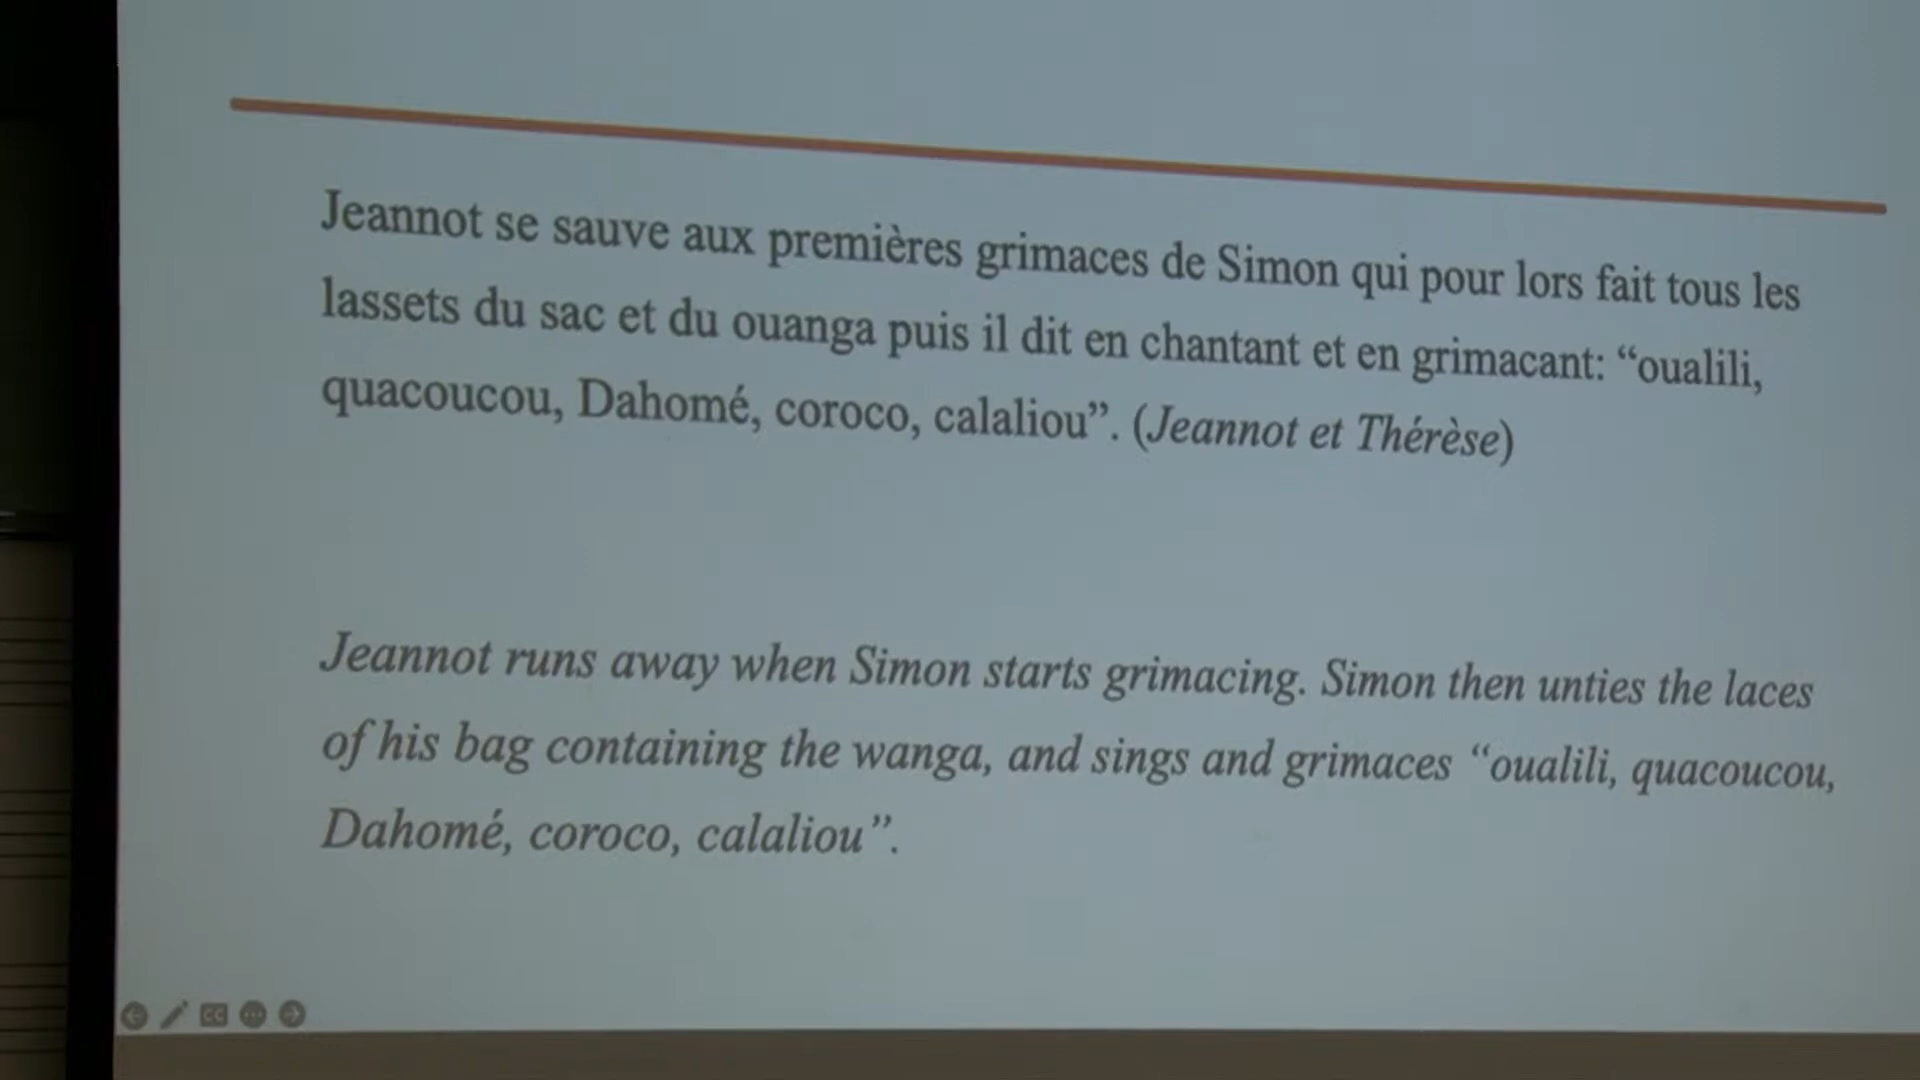 Jeannot se sauve aux premières grimaces de Simon qui pour lors fait tous les
lassets du sac et du ouanga puis il dit en chantant et en grimacant: “oualili,
quacoucou, Dahomé, coroco, calaliou”. (Jeannot et Thérèse)
Jeannot runs away when Simon starts grimacing. Simon then unties the laces
of his bag containing the wanga, and sings and grimaces “oualili, quacoucou,
Dahomé, coroco, calaliou”.
CC